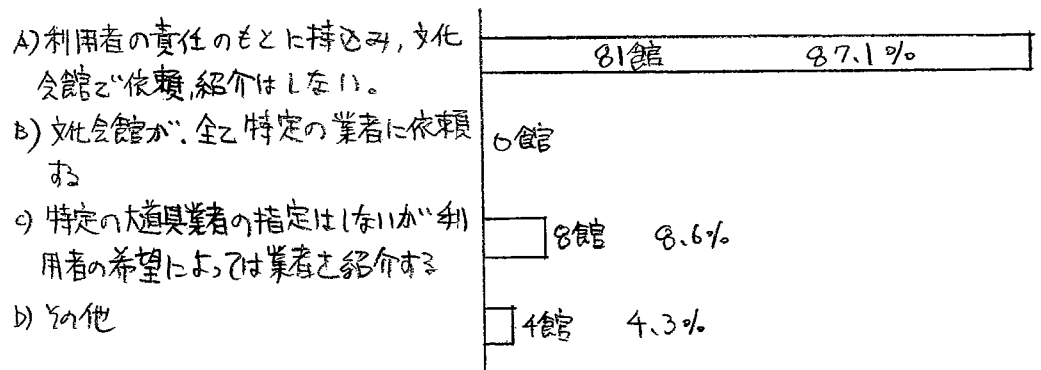 A)利用者の責任のもとに持込み,文化
会館で依頼,紹介はしない。
81館 87.1%
B)文化会館が、全て特定の業者に依頼
する
0館
C)特定の大道具業者の指定はしないが利
用者の希望によっては業者を紹介する
8館 8.6%
D)その他
4館 4.3%